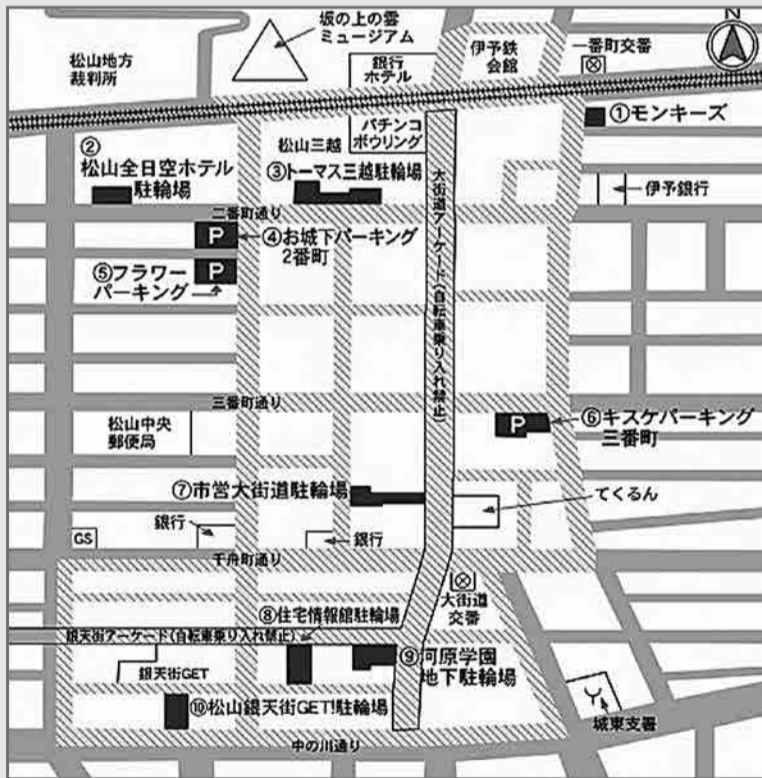 坂の上の雲
ミュージアム
N
松山地方
裁判所
銀行
ホテル
伊予鉄
会館
一番町交番
①モンキーズ
パチンコ
ボウリング
松山三越
②
松山全日空ホテル
駐輪場
③トーマス三越駐輪場
伊予銀行
二番町通り
P
④お城下パーキング
2番町
P
⑤フラワー
パーキング
大街道アーケード(自転車乗り入れ禁止)
三番町通り
松山中央
郵便局
P
⑥キスケパーキング
三番町
⑦市営大街道駐輪場
てくるん
銀行
GS
銀行
千舟町通り
大街道
交番
⑧住宅情報館駐輪場
銀天街アーケード(自転車乗り入れ禁止)
銀天街GET
⑨河原学園
地下駐輪場
⑩松山銀天街GET!駐輪場
城東支署
中の川通り